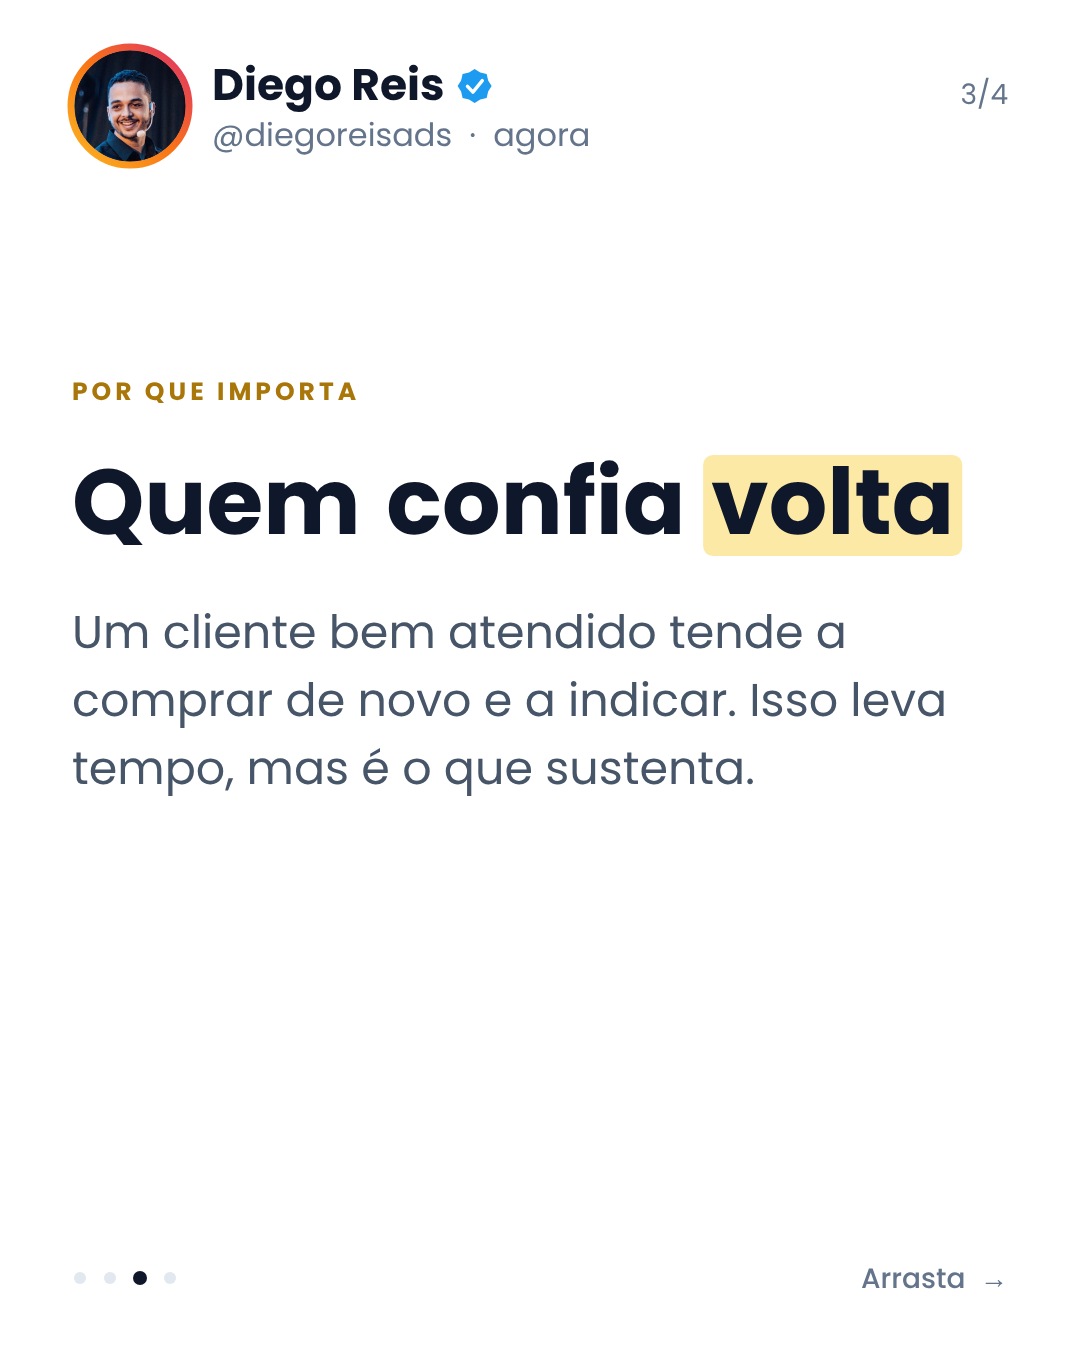 Diego Reis
@diegoreisads · agora
3/4
POR QUE IMPORTA
Quem confia volta
Um cliente bem atendido tende a
comprar de novo e a indicar. Isso leva
tempo, mas é o que sustenta.
Arrasta →